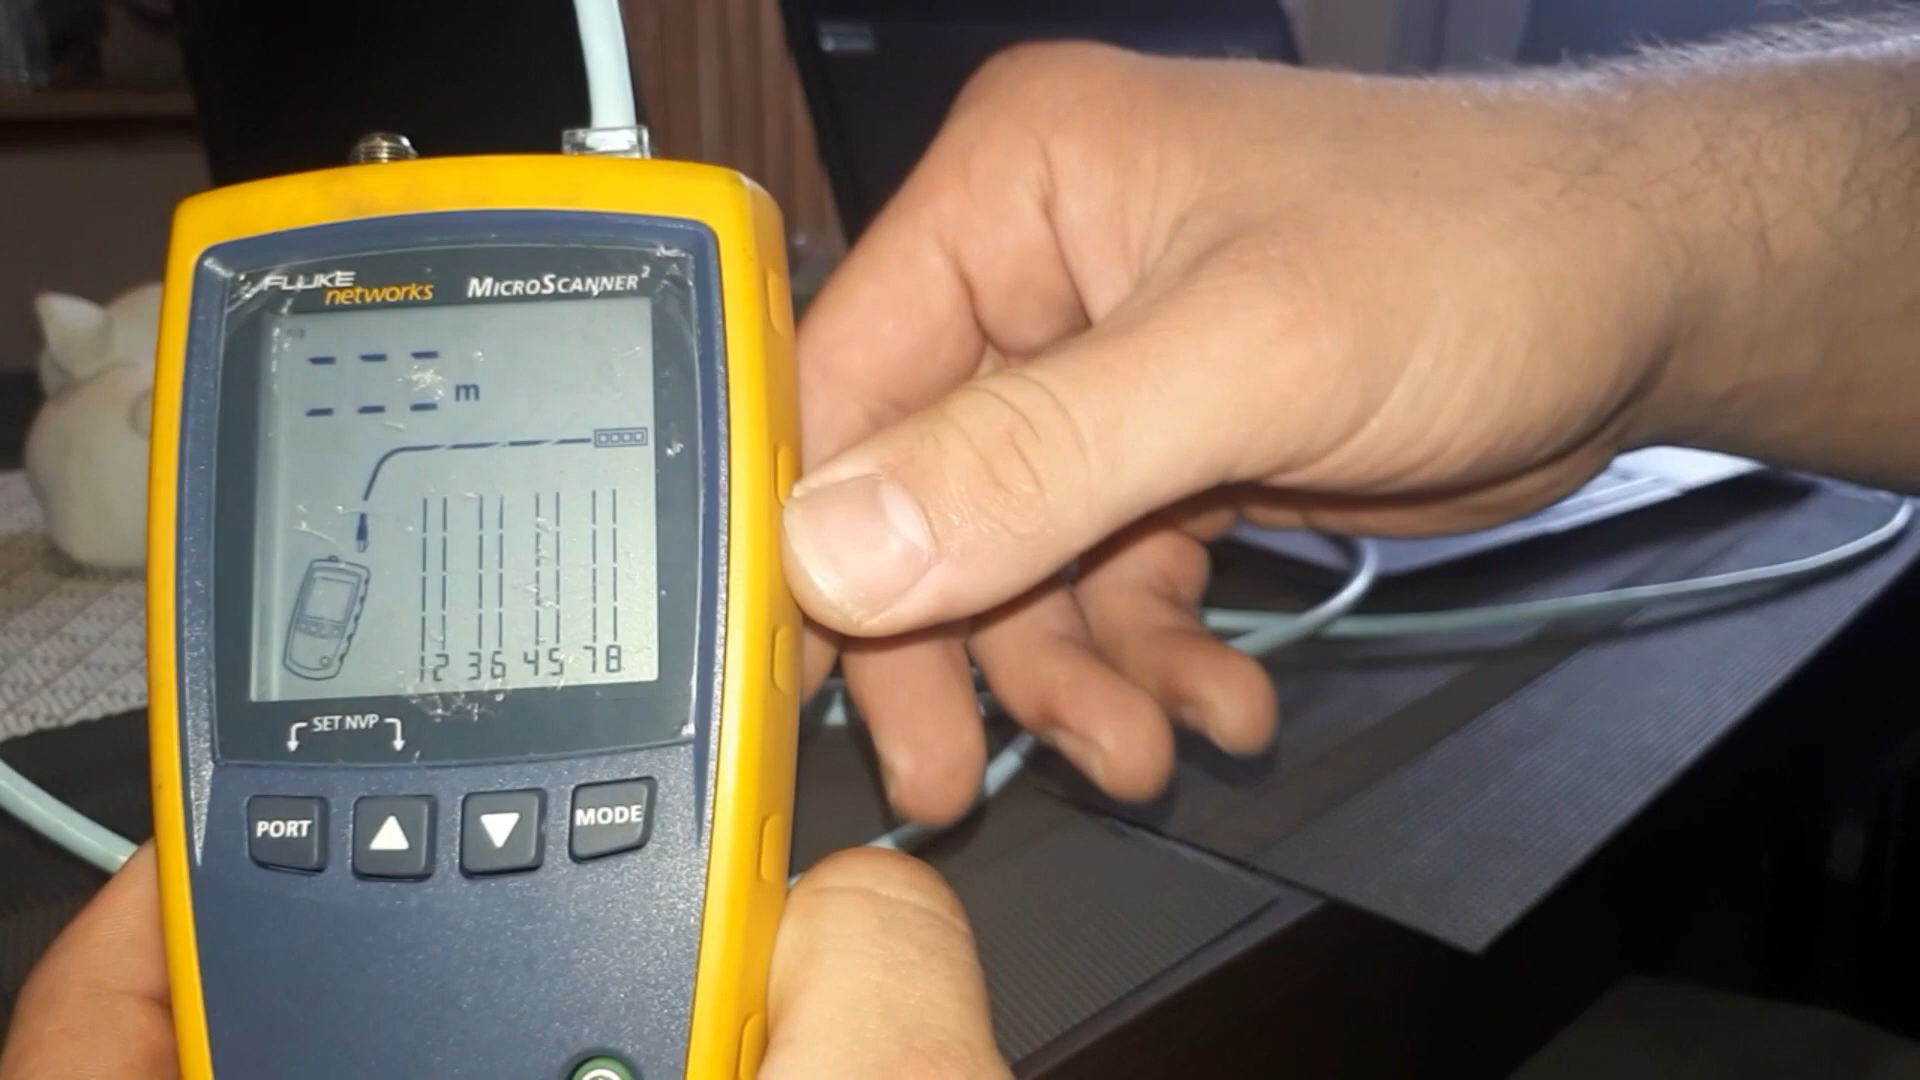 FLUKE
networks
MICROSCANNER²
--- m
12 36 45 78
SET NVP
PORT
MODE